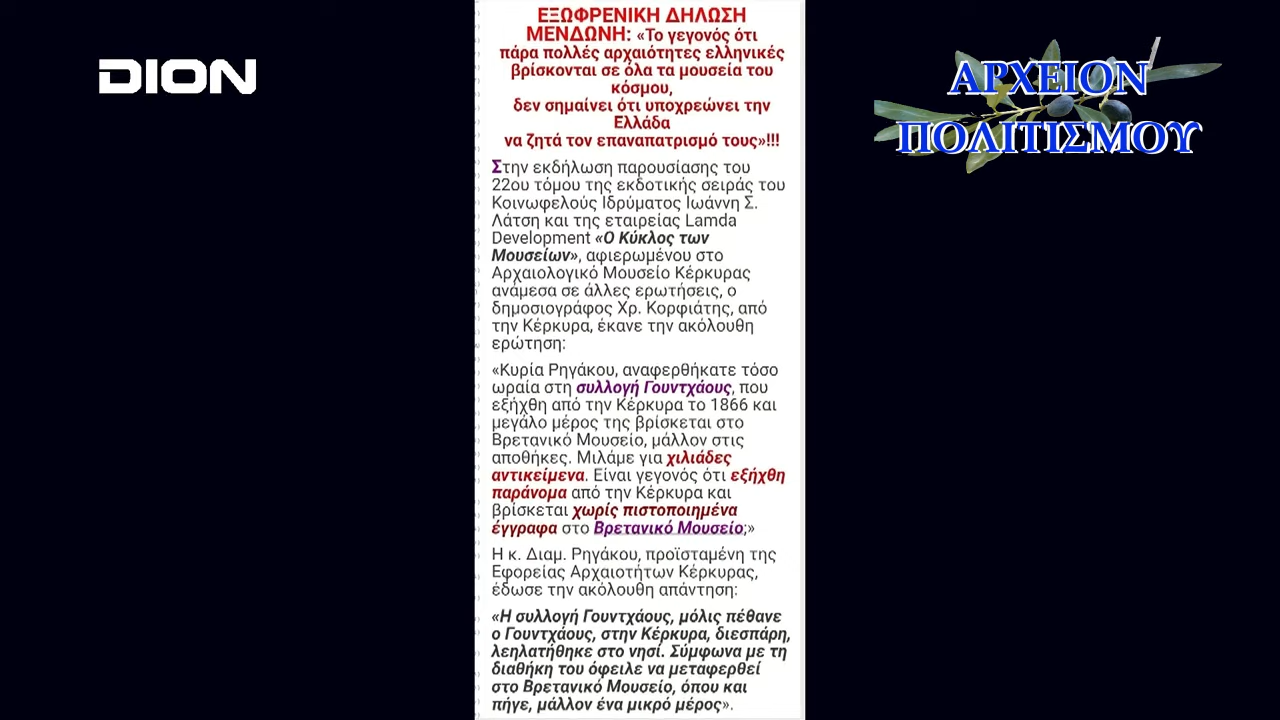 DION
ΑΡΧΕΙΟΝ
ΠΟΛΙΤΙΣΜΟΥ
ΕΞΩΦΡΕΝΙΚΗ ΔΗΛΩΣΗ
ΜΕΝΔΩΝΗ: «Το γεγονός ότι
πάρα πολλές αρχαιότητες ελληνικές
βρίσκονται σε όλα τα μουσεία του
κόσμου,
δεν σημαίνει ότι υποχρεώνει την
Ελλάδα
να ζητά τον επαναπατρισμό τους»!!!
Στην εκδήλωση παρουσίασης του
22ου τόμου της εκδοτικής σειράς του
Κοινωφελούς Ιδρύματος Ιωάννη Σ.
Λάτση και της εταιρείας Lamda
Development «Ο Κύκλος των
Μουσείων», αφιερωμένου στο
Αρχαιολογικό Μουσείο Κέρκυρας
ανάμεσα σε άλλες ερωτήσεις, ο
δημοσιογράφος Χρ. Κορφιάτης, από
την Κέρκυρα, έκανε την ακόλουθη
ερώτηση:
«Κυρία Ρηγάκου, αναφερθήκατε τόσο
ωραία στη συλλογή Γουντχάους, που
εξήχθη από την Κέρκυρα το 1866 και
μεγάλο μέρος της βρίσκεται στο
Βρετανικό Μουσείο, μάλλον στις
αποθήκες. Μιλάμε για χιλιάδες
αντικείμενα. Είναι γεγονός ότι εξήχθη
παράνομα από την Κέρκυρα και
βρίσκεται χωρίς πιστοποιημένα
έγγραφα στο Βρετανικό Μουσείο;»
Η κ. Διαμ. Ρηγάκου, προϊσταμένη της
Εφορείας Αρχαιοτήτων Κέρκυρας,
έδωσε την ακόλουθη απάντηση:
«Η συλλογή Γουντχάους, μόλις πέθανε
ο Γουντχάους, στην Κέρκυρα, διεσπάρη,
λεηλατήθηκε στο νησί. Σύμφωνα με τη
διαθήκη του όφειλε να μεταφερθεί
στο Βρετανικό Μουσείο, όπου και
πήγε, μάλλον ένα μικρό μέρος».